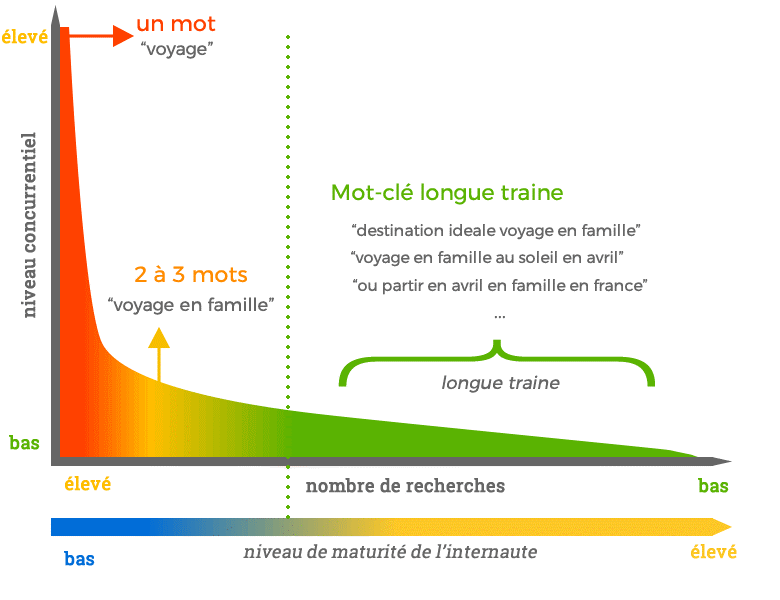 un mot
élevé
“voyage”
niveau concurrentiel
Mot-clé longue traine
“destination ideale voyage en famille”
“voyage en famille au soleil en avril”
“ou partir en avril en famille en france”
...
2 à 3 mots
“voyage en famille”
longue traine
bas
élevé
nombre de recherches
bas
bas
niveau de maturité de l’internaute
élevé